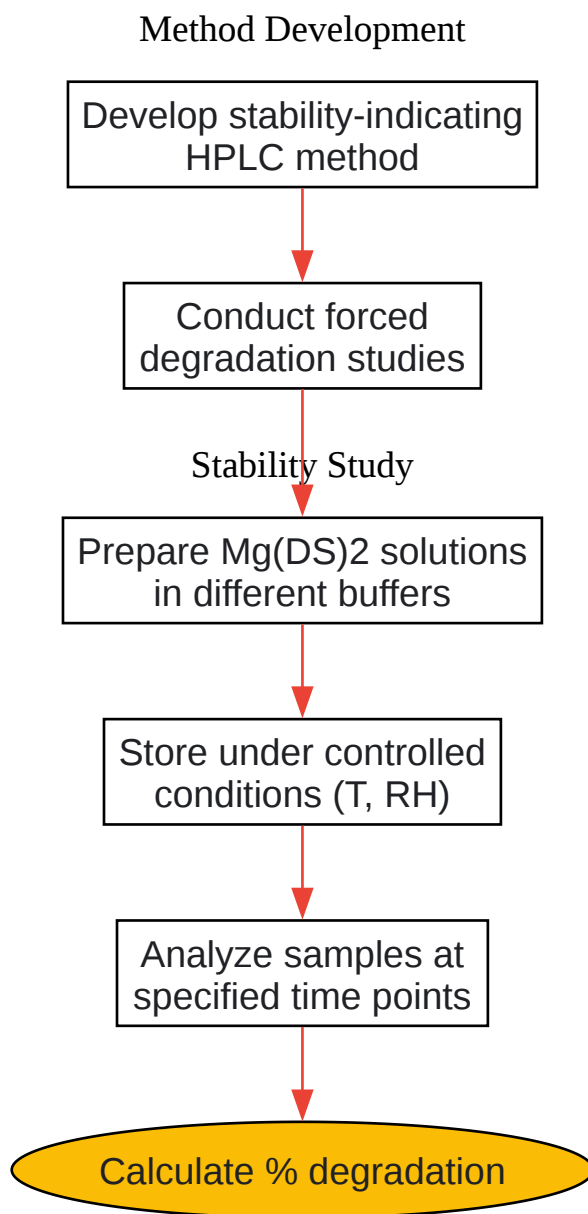 Method Development
Develop stability-indicating
HPLC method
Conduct forced
degradation studies
Stability Study
Prepare Mg(DS)2 solutions
in different buffers
Store under controlled
conditions (T, RH)
Analyze samples at
specified time points
Calculate % degradation